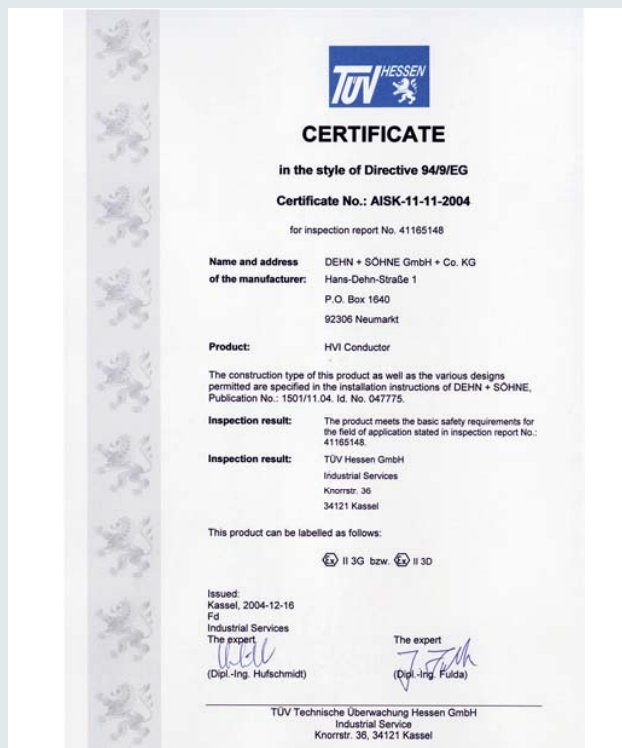 TÜV HESSEN
CERTIFICATE
in the style of Directive 94/9/EG
Certificate No.: AISK-11-11-2004
for inspection report No. 41165148
Name and address DEHN + SÖHNE GmbH + Co. KG
of the manufacturer: Hans-Dehn-Straße 1
P.O. Box 1640
92306 Neumarkt
Product: HVI Conductor
The construction type of this product as well as the various designs
permitted are specified in the installation instructions of DEHN + SÖHNE,
Publication No.: 1501/11.04. Id. No. 047775.
Inspection result: The product meets the basic safety requirements for
the field of application stated in inspection report No.:
41165148.
Inspection result: TÜV Hessen GmbH
Industrial Services
Knorrstr. 36
34121 Kassel
This product can be labelled as follows:
Ex II 3G bzw. Ex II 3D
Issued:
Kassel, 2004-12-16
Fd
Industrial Services
The expert The expert
(Dipl.-Ing. Hufschmidt) (Dipl.-Ing. Fulda)
TÜV Technische Überwachung Hessen GmbH
Industrial Service
Knorrstr. 36, 34121 Kassel